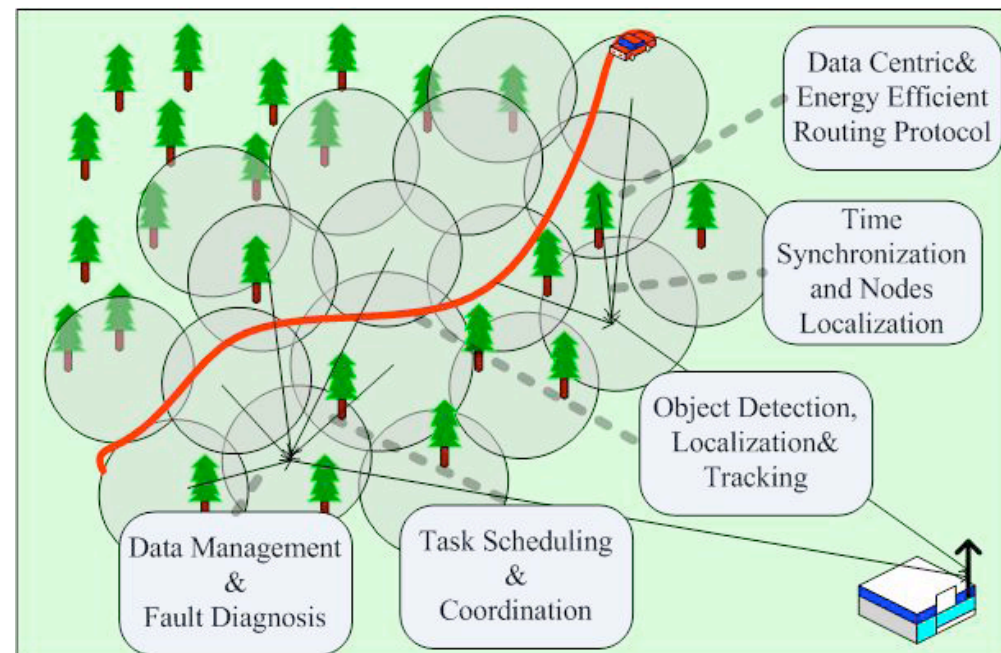 Data Centric&
Energy Efficient
Routing Protocol
Time
Synchronization
and Nodes
Localization
Object Detection,
Localization&
Tracking
Task Scheduling
&
Coordination
Data Management
&
Fault Diagnosis